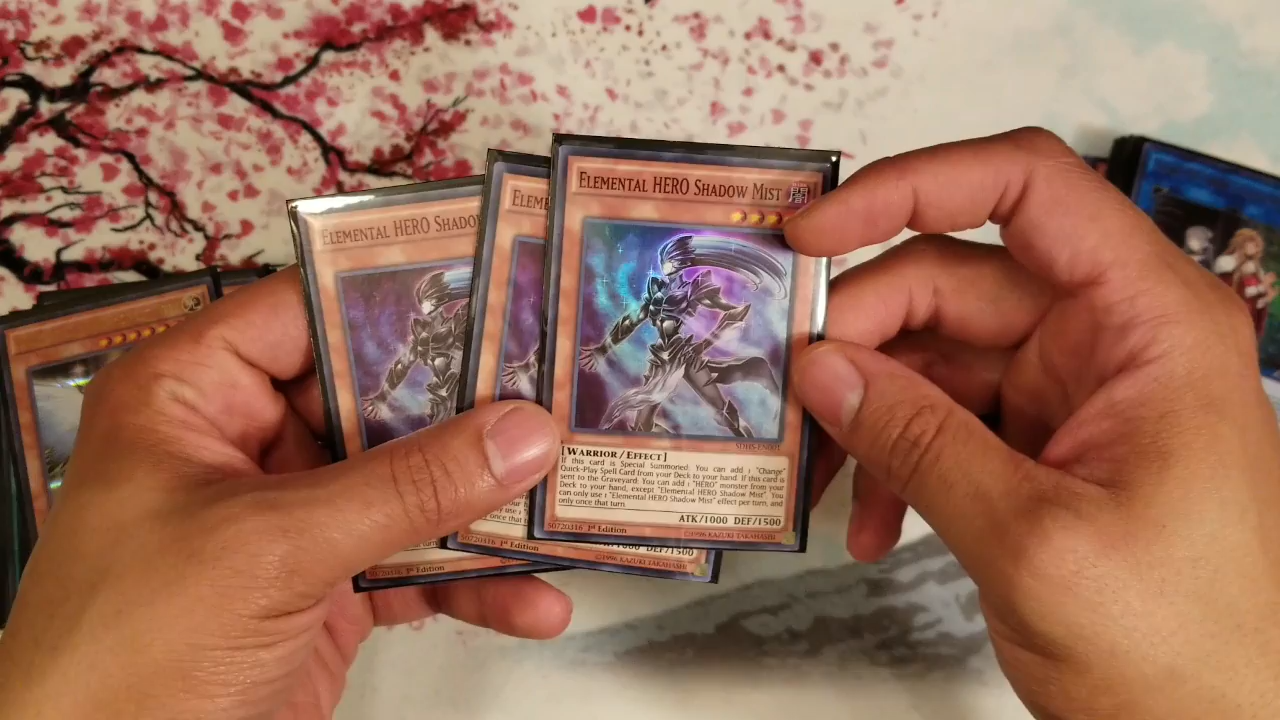 ELEMENTAL HERO SHADOW MIST
SDHS-EN001
[WARRIOR/EFFECT]
If this card is Special Summoned: You can add 1 "Change"
Quick-Play Spell Card from your Deck to your hand. If this card is
sent to the Graveyard: You can add 1 "HERO" monster from your
Deck to your hand, except "Elemental HERO Shadow Mist". You
can only use 1 "Elemental HERO Shadow Mist" effect per turn, and
only once that turn.
ATK/1000 DEF/1500
50720316 1st Edition
©1996 KAZUKI TAKAHASHI
ELEM
50720316 1st Edition
DEF/1500
©1996 KAZUKI TAKAHASHI
ELEMENTAL HERO SHADO
50720316 1st Edition